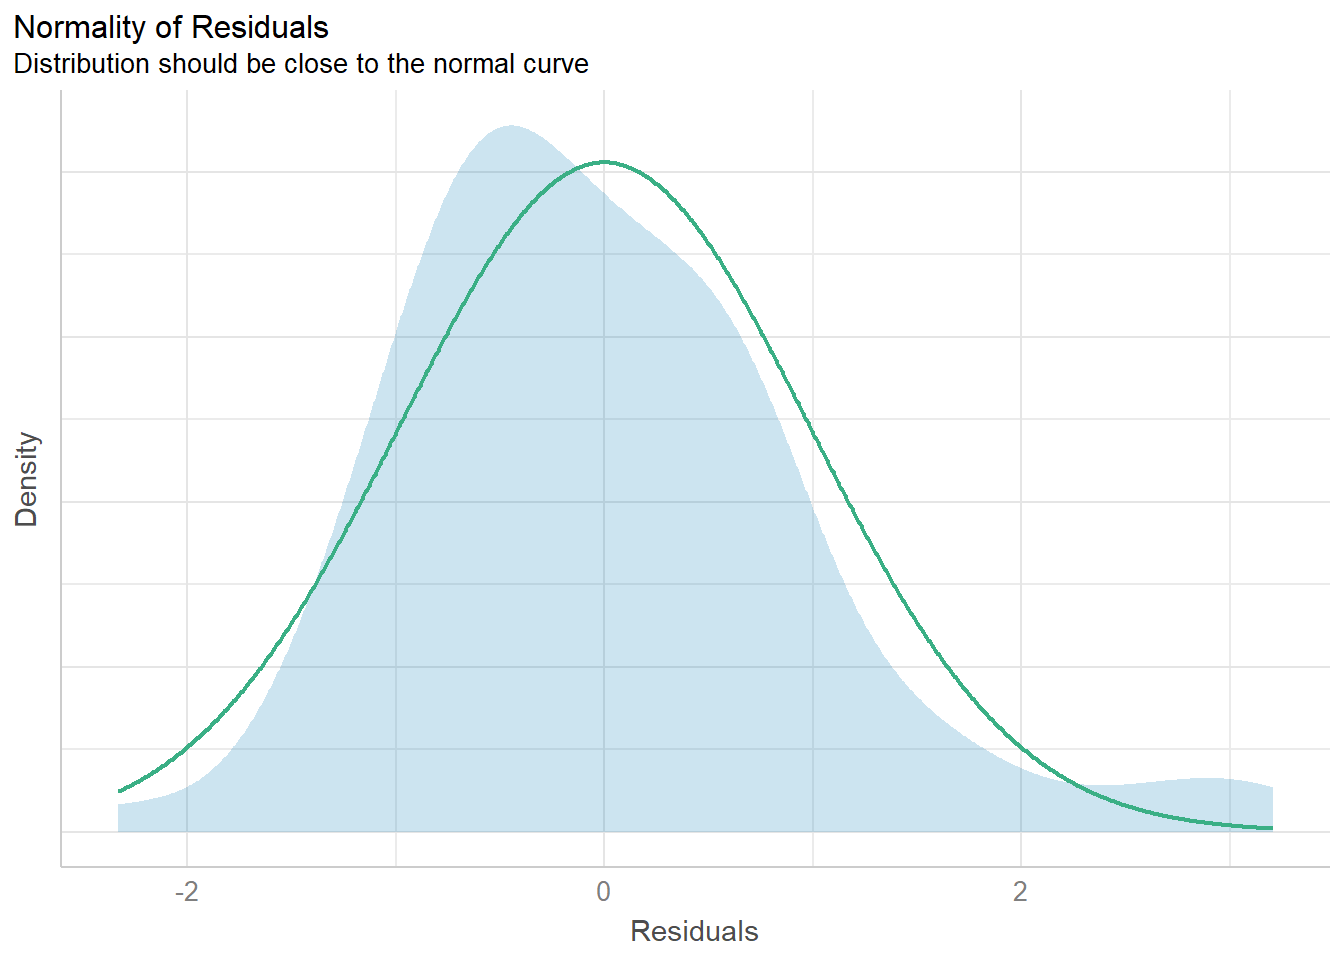 Normality of Residuals
Distribution should be close to the normal curve
Density
-2
0
2
Residuals